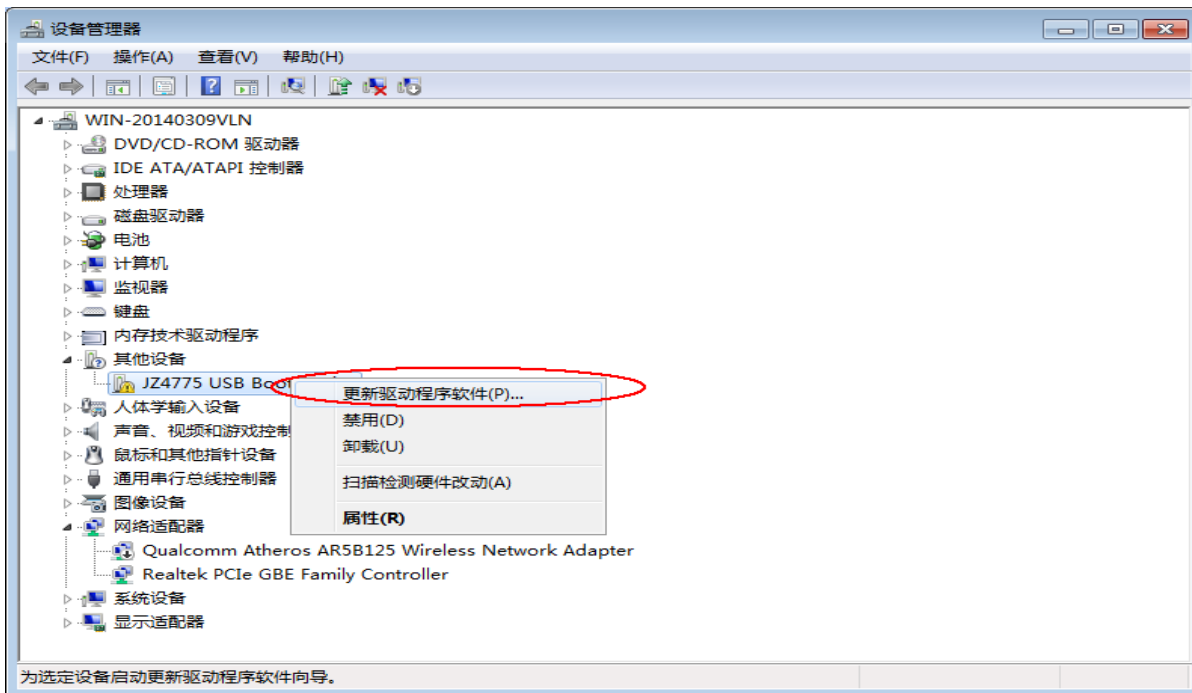 设备管理器
文件(F) 操作(A) 查看(V) 帮助(H)
WIN-20140309VLN
DVD/CD-ROM 驱动器
IDE ATA/ATAPI 控制器
处理器
磁盘驱动器
电池
计算机
监视器
键盘
内存技术驱动程序
其他设备
JZ4775 USB Boot
更新驱动程序软件(P)...
人体学输入设备
禁用(D)
声音、视频和游戏控制
卸载(U)
鼠标和其他指针设备
通用串行总线控制器
扫描检测硬件改动(A)
图像设备
属性(R)
网络适配器
Qualcomm Atheros AR5B125 Wireless Network Adapter
Realtek PCIe GBE Family Controller
系统设备
显示适配器
为选定设备启动更新驱动程序软件向导。